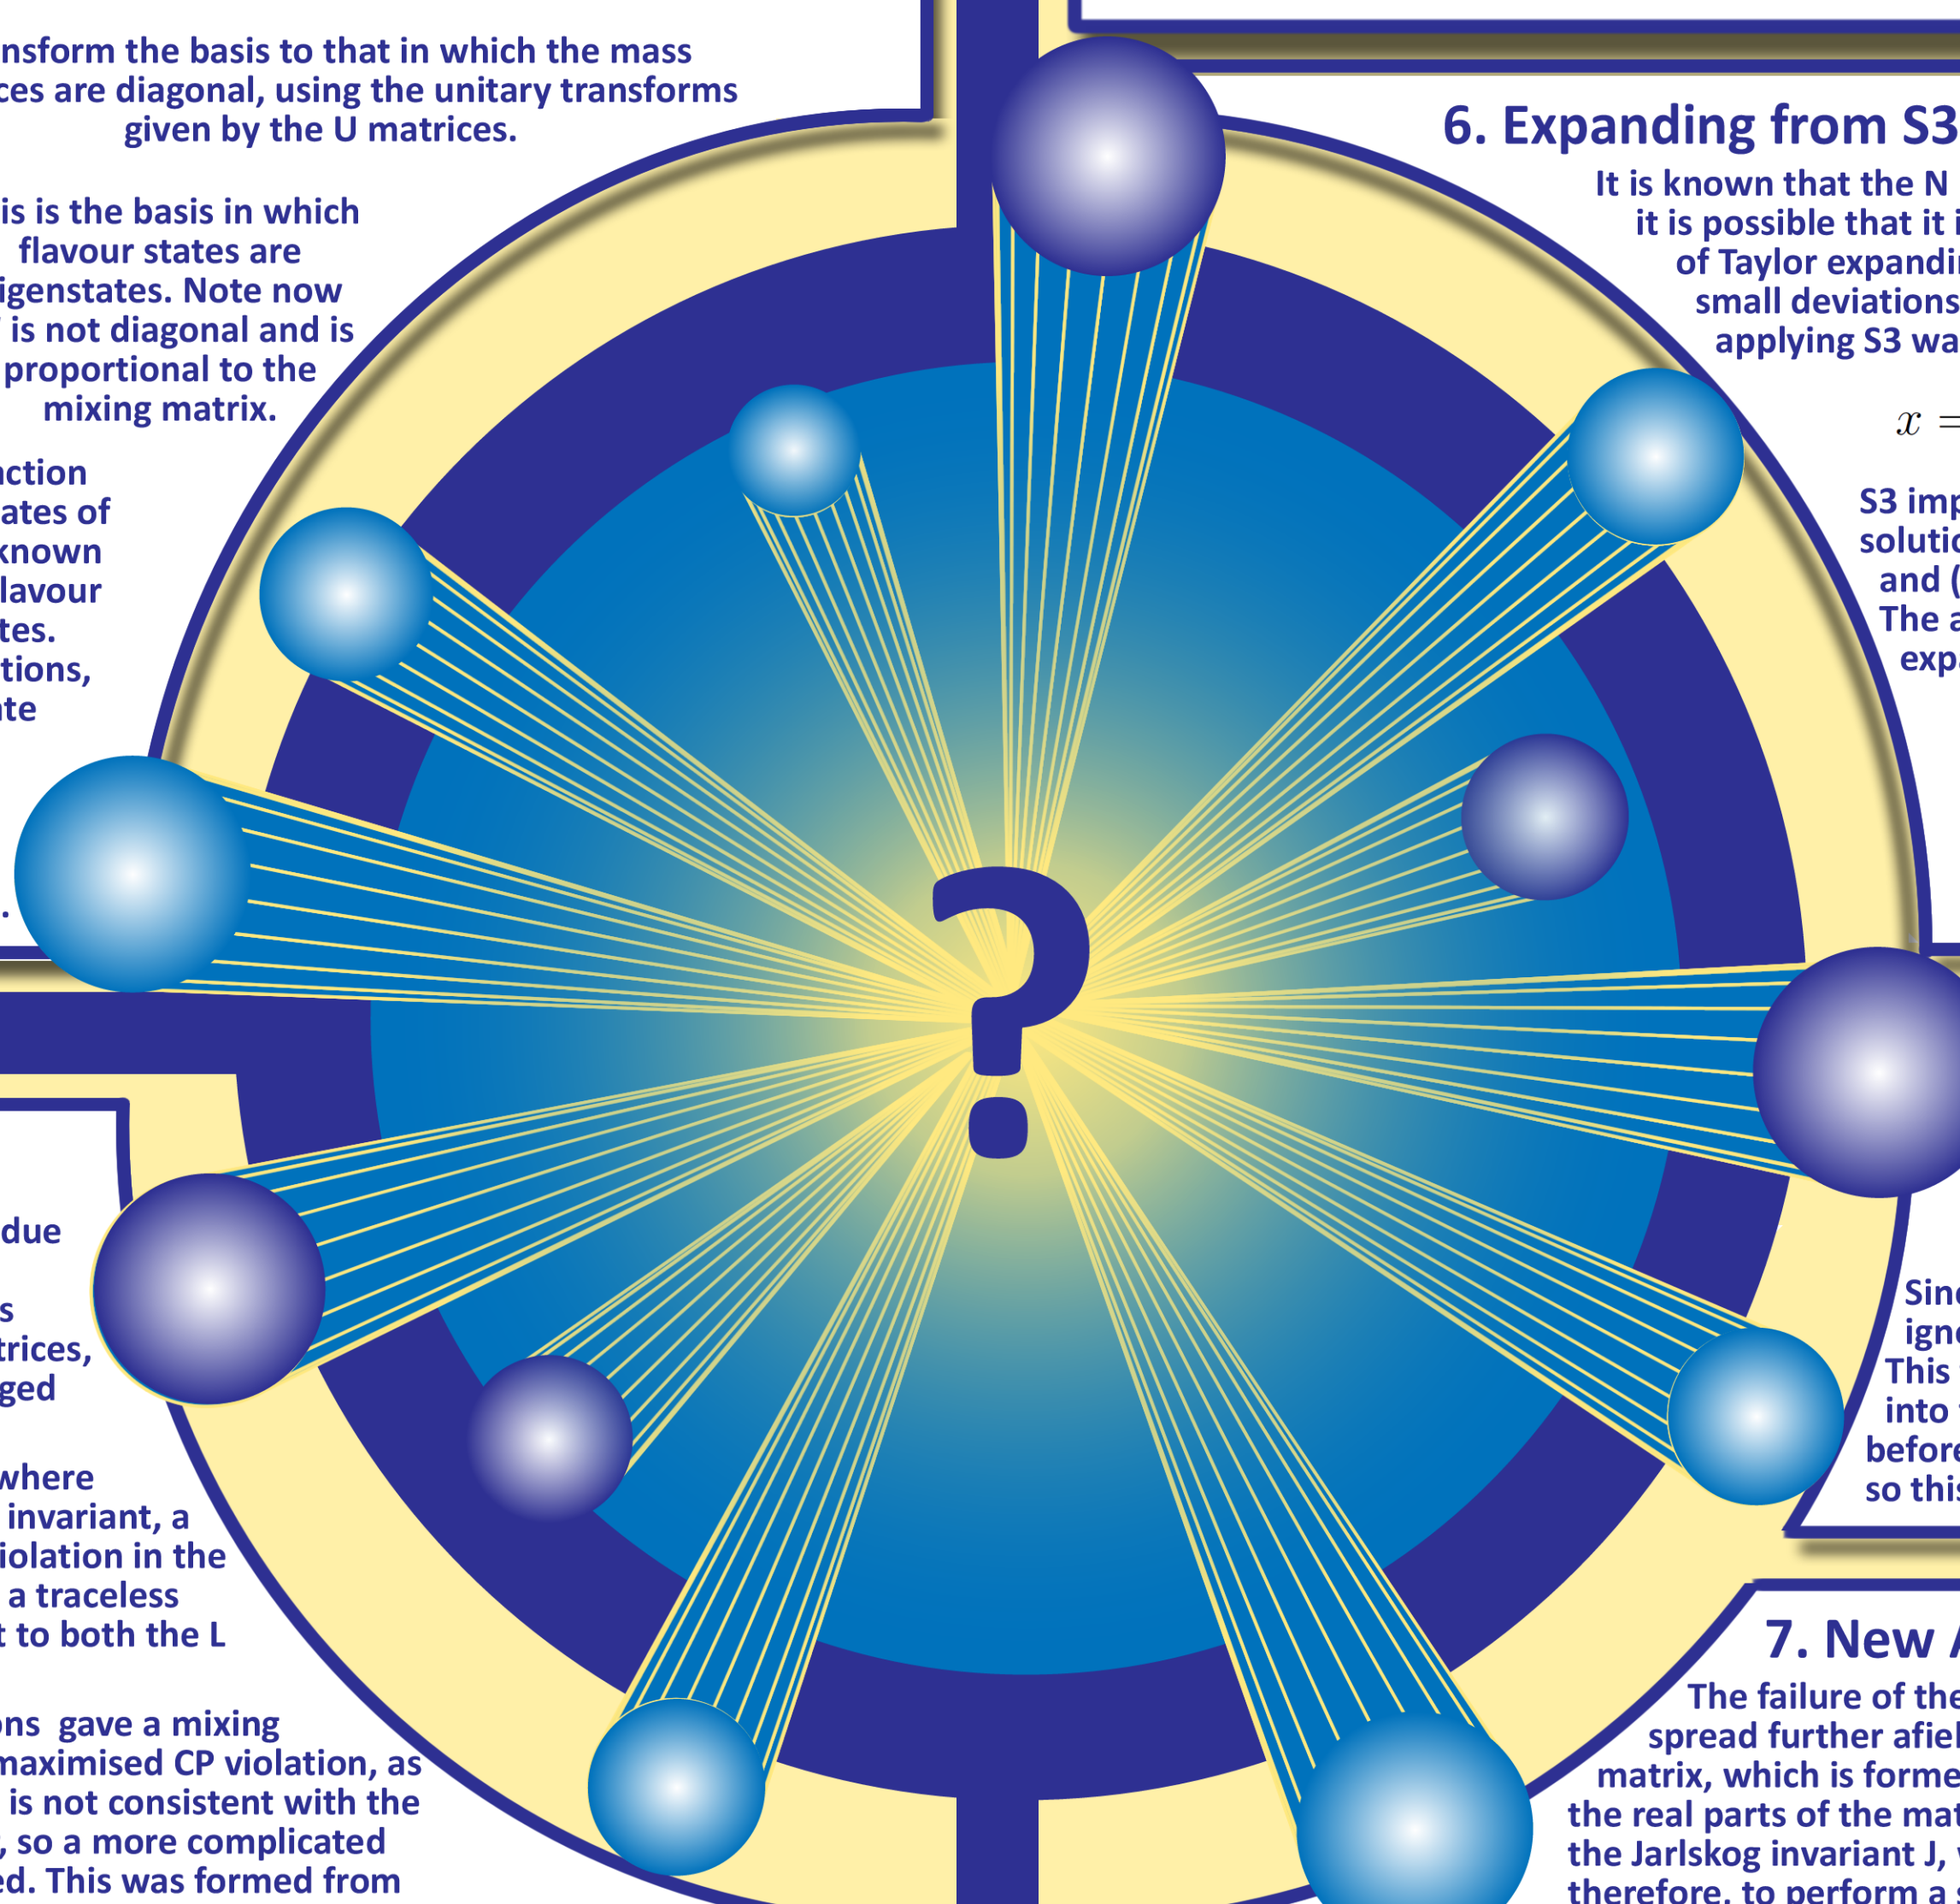 nsform the basis to that in which the mass
ces are diagonal, using the unitary transforms
given by the U matrices.
is is the basis in which
flavour states are
igenstates. Note now
' is not diagonal and is
proportional to the
mixing matrix.
action
ates of
known
lavour
tes.
tions,
ate
.
due
s
trices,
ged
where
invariant, a
iolation in the
a traceless
t to both the L
ons gave a mixing
maximised CP violation, as
is not consistent with the
, so a more complicated
ed. This was formed from
?
6. Expanding from S3
It is known that the N
it is possible that it i
of Taylor expandi
small deviations
applying S3 wa
x =
S3 imp
solutio
and (
The a
exp
Sinc
igno
This
into
before
so this
7. New A
The failure of the
spread further afiel
matrix, which is forme
the real parts of the mat
the Jarlskog invariant J,
therefore, to perform a